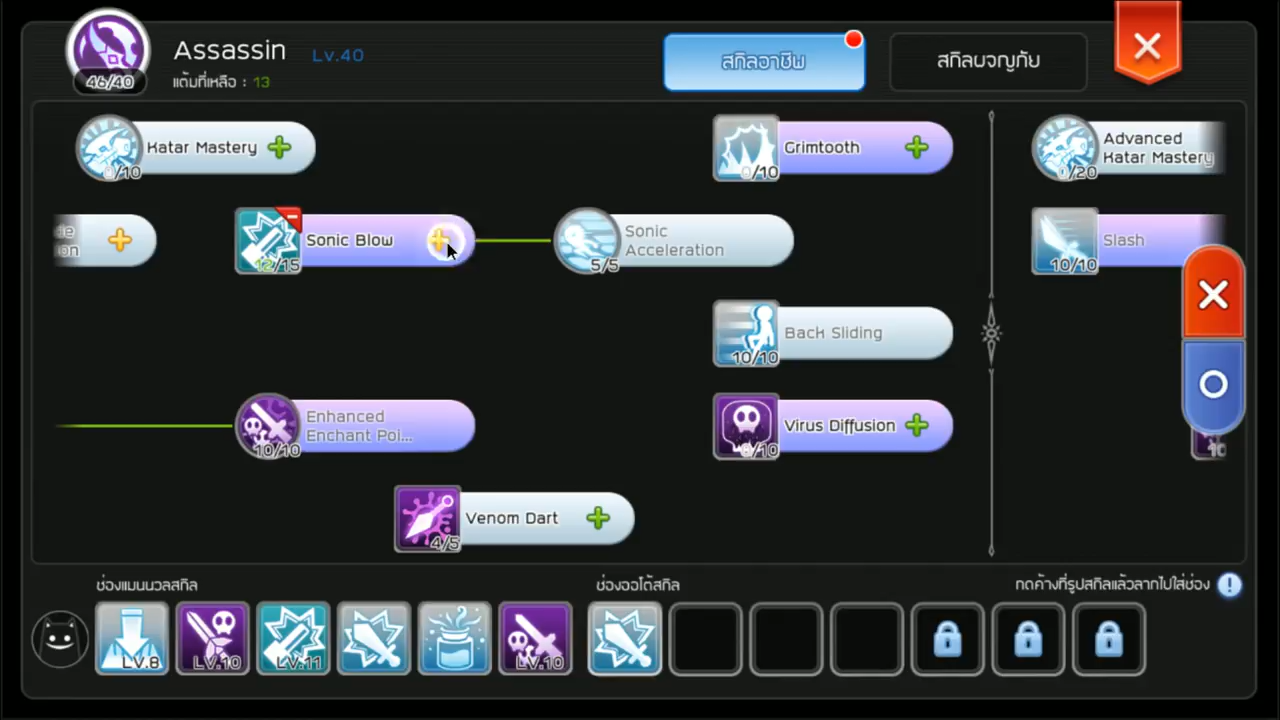 Assassin Lv.40
46/40
แต้มที่เหลือ : 13
สกิลอาชีพ
สกิลผจญภัย
Katar Mastery
0/10
Grimtooth
0/10
Advanced
Katar Mastery
0/20
on
Sonic Blow
12/15
Sonic
Acceleration
5/5
Slash
10/10
Back Sliding
10/10
Enhanced
Enchant Poi...
10/10
Virus Diffusion
/10
10
Venom Dart
4/5
ช่องแมนนวลสกิล
ช่องออโต้สกิล
กดค้างที่รูปสกิลแล้วลากไปใส่ช่อง
LV.8
LV.10
LV.11
LV.10